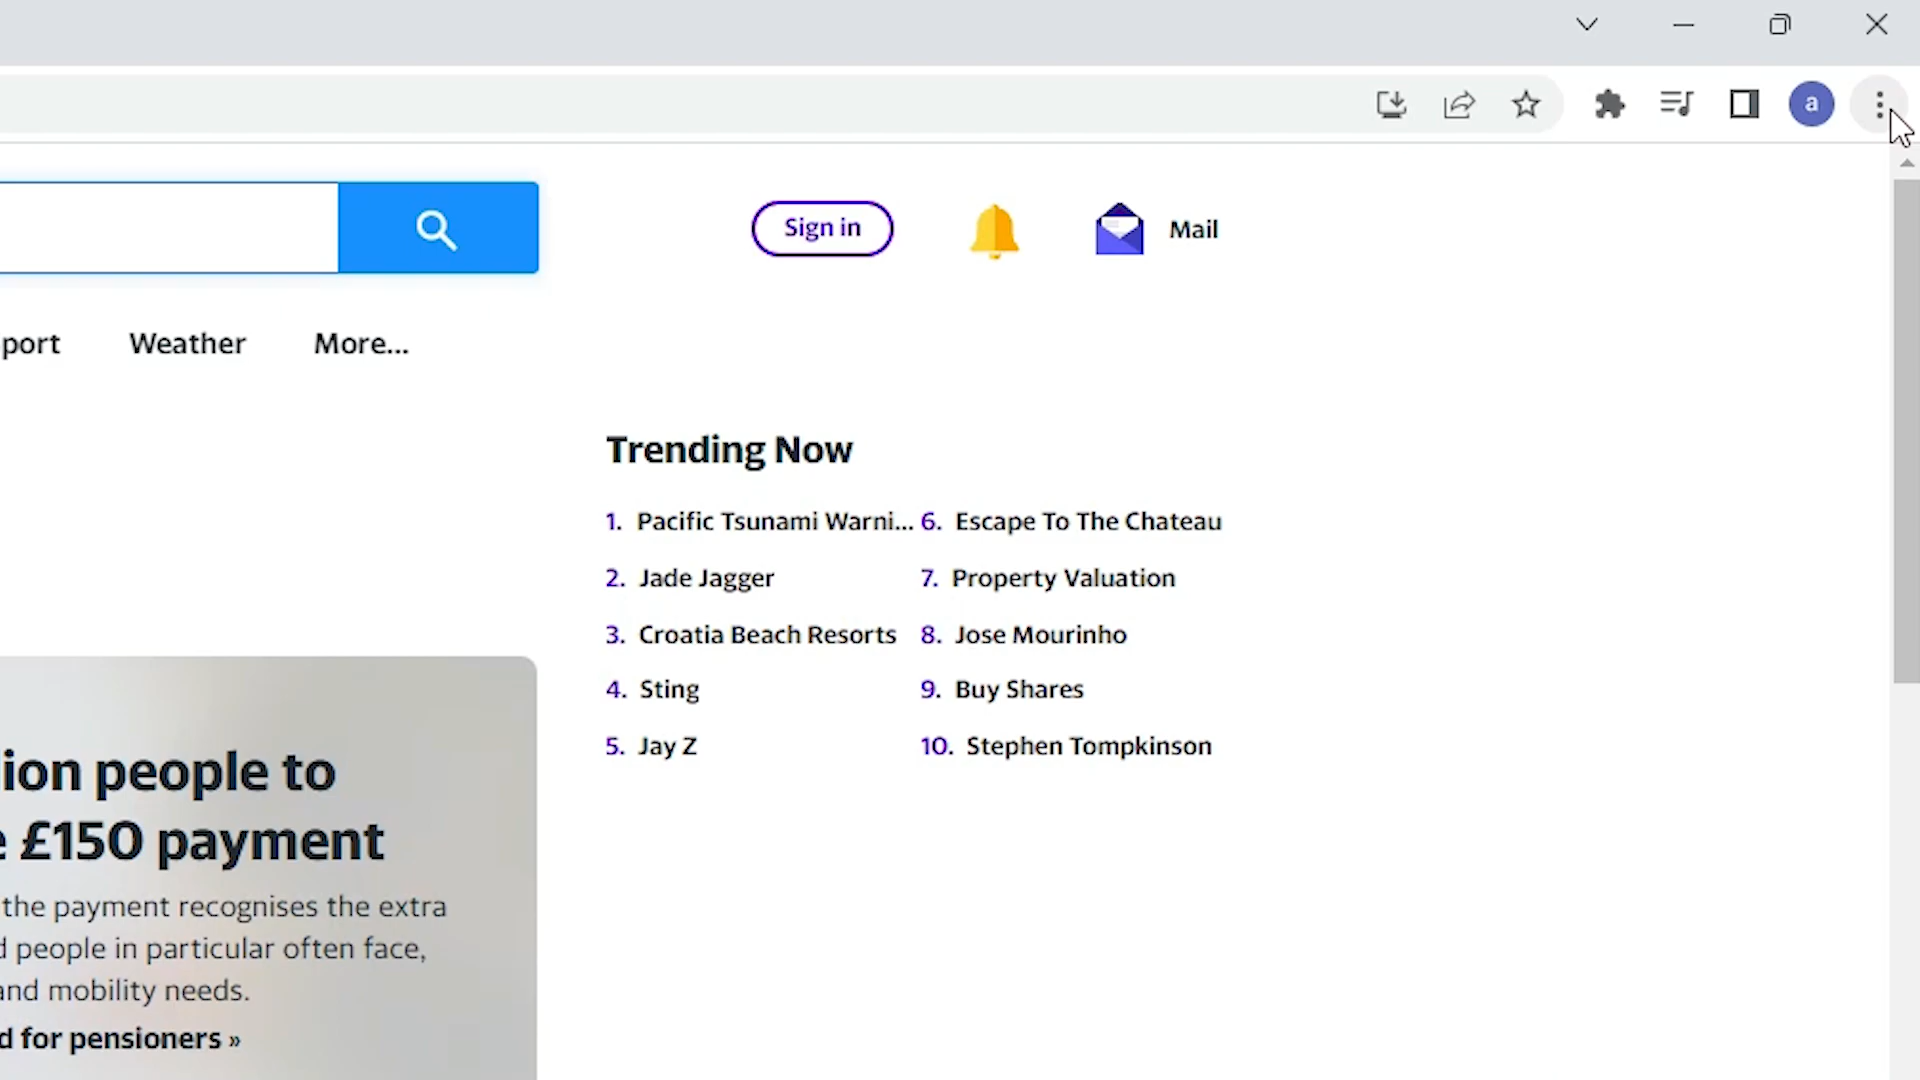 a
Sign in
Mail
port
Weather
More...
Trending Now
1. Pacific Tsunami Warni...
2. Jade Jagger
3. Croatia Beach Resorts
4. Sting
5. Jay Z
6. Escape To The Chateau
7. Property Valuation
8. Jose Mourinho
9. Buy Shares
10. Stephen Tompkinson
ion people to
e £150 payment
the payment recognises the extra
d people in particular often face,
and mobility needs.
d for pensioners »